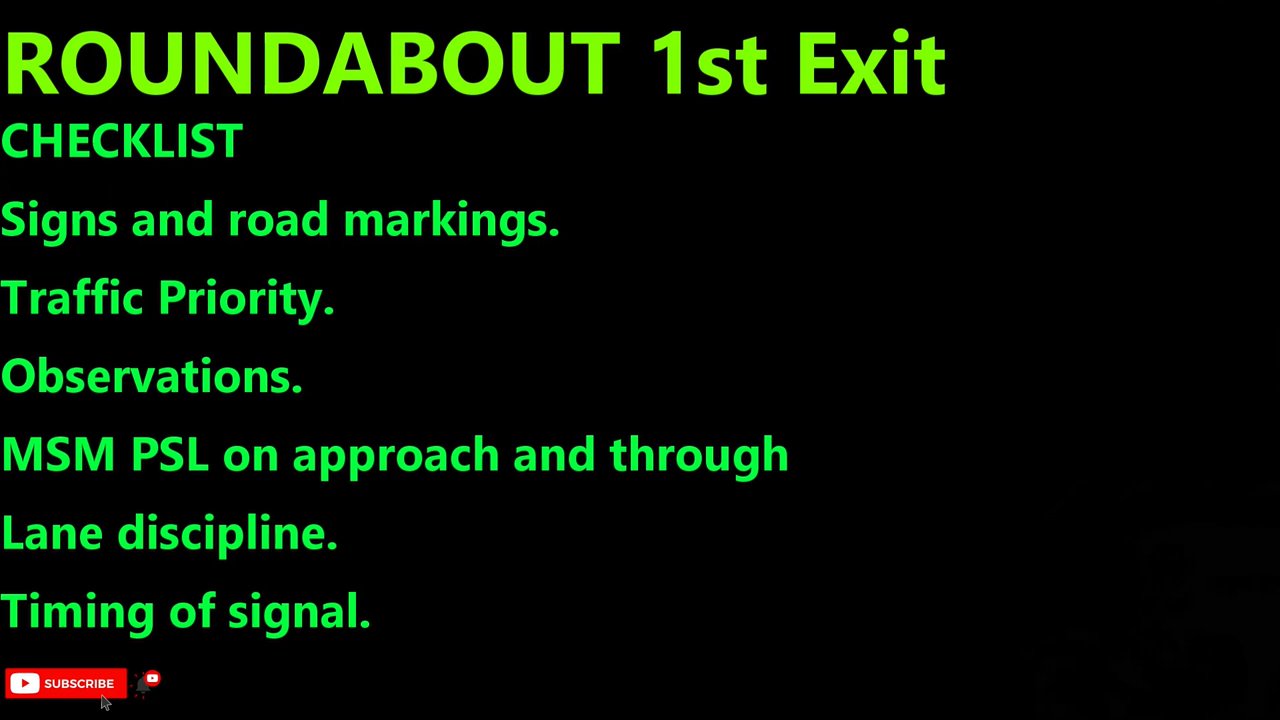 ROUNDABOUT 1st Exit
CHECKLIST
Signs and road markings.
Traffic Priority.
Observations.
MSM PSL on approach and through
Lane discipline.
Timing of signal.
SUBSCRIBE